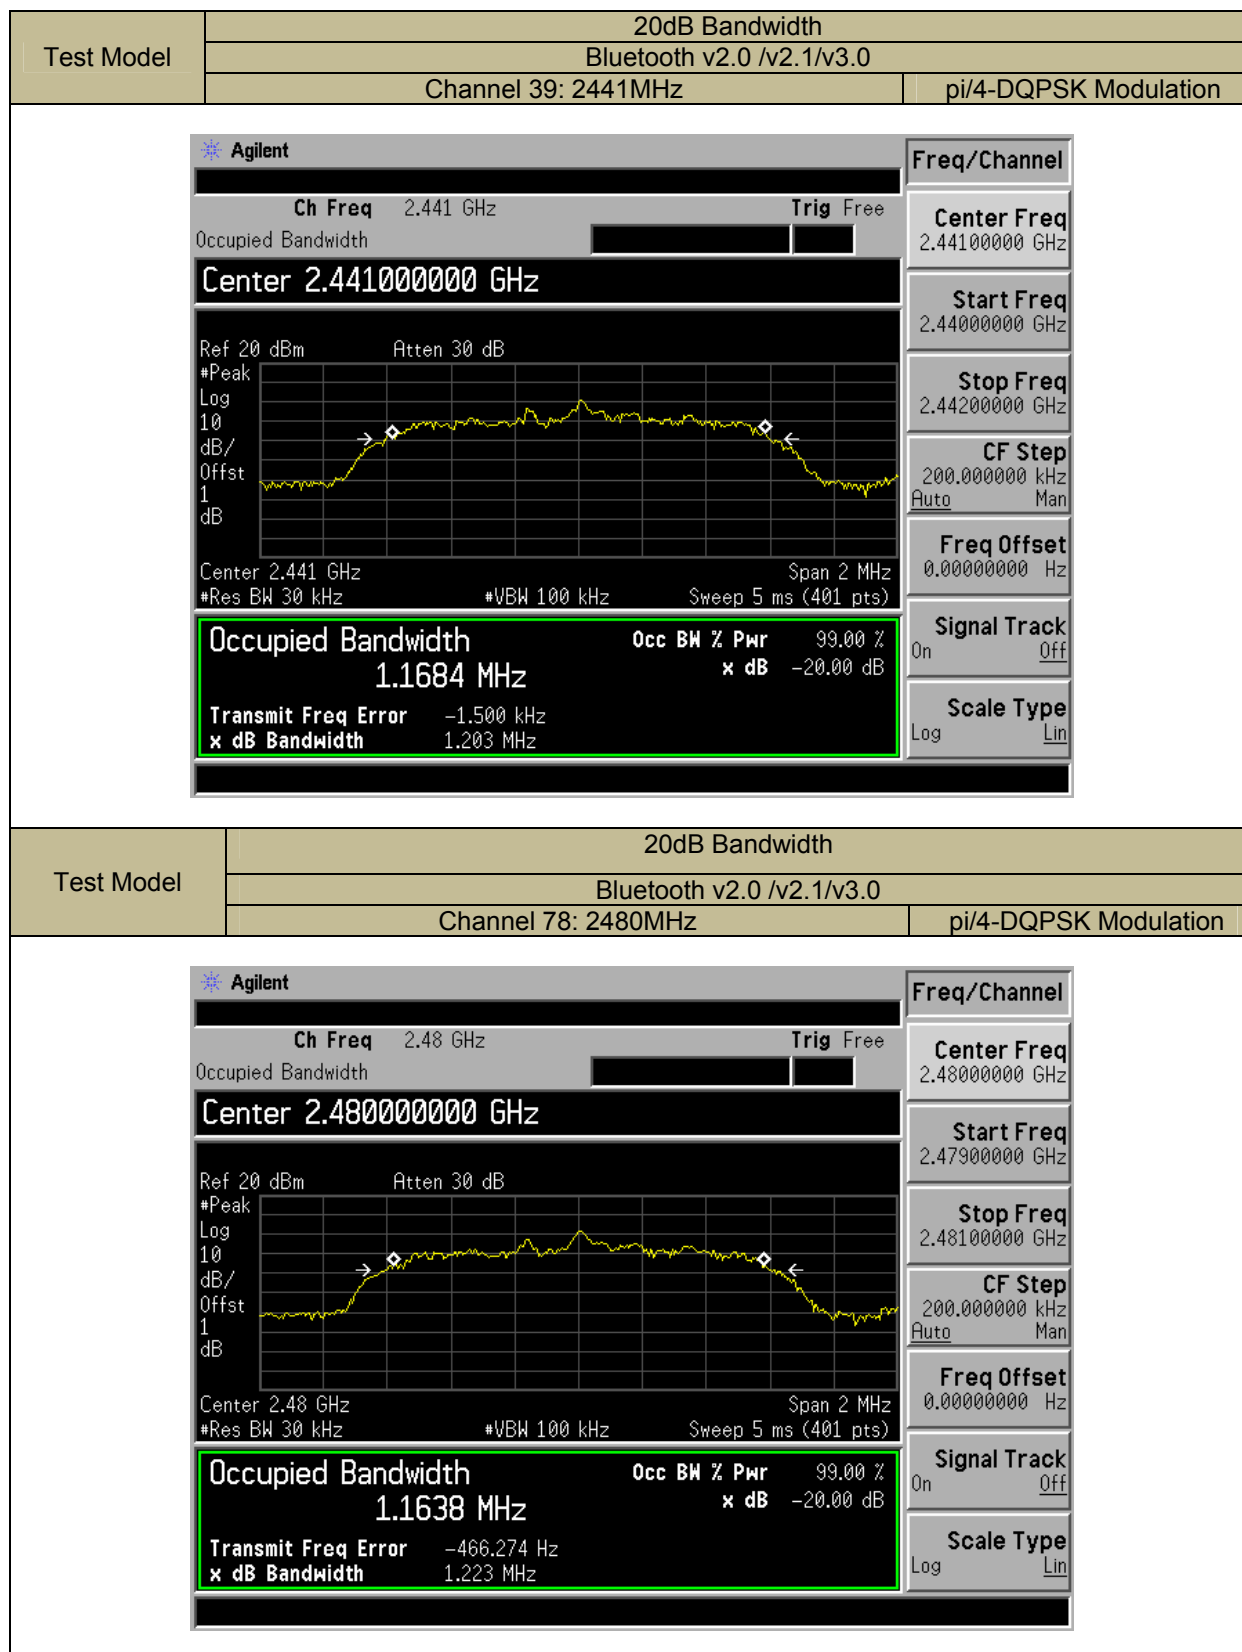 20dB Bandwidth
Test Model
Bluetooth v2.0 /v2.1/v3.0
Channel 39: 2441MHz pi/4-DQPSK Modulation
Agilent
Freq/Channel
Ch Freq 2.441 GHz Trig Free
Occupied Bandwidth
Center 2.441000000 GHz
Center Freq
2.44100000 GHz
Start Freq
2.44000000 GHz
Stop Freq
2.44200000 GHz
CF Step
200.000000 kHz
Auto Man
Freq Offset
0.00000000 Hz
Signal Track
On Off
Scale Type
Log Lin
Ref 20 dBm Atten 30 dB
#Peak
Log
10
dB/
Offst
1
dB
Center 2.441 GHz Span 2 MHz
#Res BW 30 kHz #VBW 100 kHz Sweep 5 ms (401 pts)
Occupied Bandwidth Occ BW % Pwr 99.00 %
1.1684 MHz x dB -20.00 dB
Transmit Freq Error -1.500 kHz
x dB Bandwidth 1.203 MHz
20dB Bandwidth
Test Model
Bluetooth v2.0 /v2.1/v3.0
Channel 78: 2480MHz pi/4-DQPSK Modulation
Agilent
Freq/Channel
Ch Freq 2.48 GHz Trig Free
Occupied Bandwidth
Center 2.480000000 GHz
Center Freq
2.48000000 GHz
Start Freq
2.47900000 GHz
Stop Freq
2.48100000 GHz
CF Step
200.000000 kHz
Auto Man
Freq Offset
0.00000000 Hz
Signal Track
On Off
Scale Type
Log Lin
Ref 20 dBm Atten 30 dB
#Peak
Log
10
dB/
Offst
1
dB
Center 2.48 GHz Span 2 MHz
#Res BW 30 kHz #VBW 100 kHz Sweep 5 ms (401 pts)
Occupied Bandwidth Occ BW % Pwr 99.00 %
1.1638 MHz x dB -20.00 dB
Transmit Freq Error -466.274 Hz
x dB Bandwidth 1.223 MHz